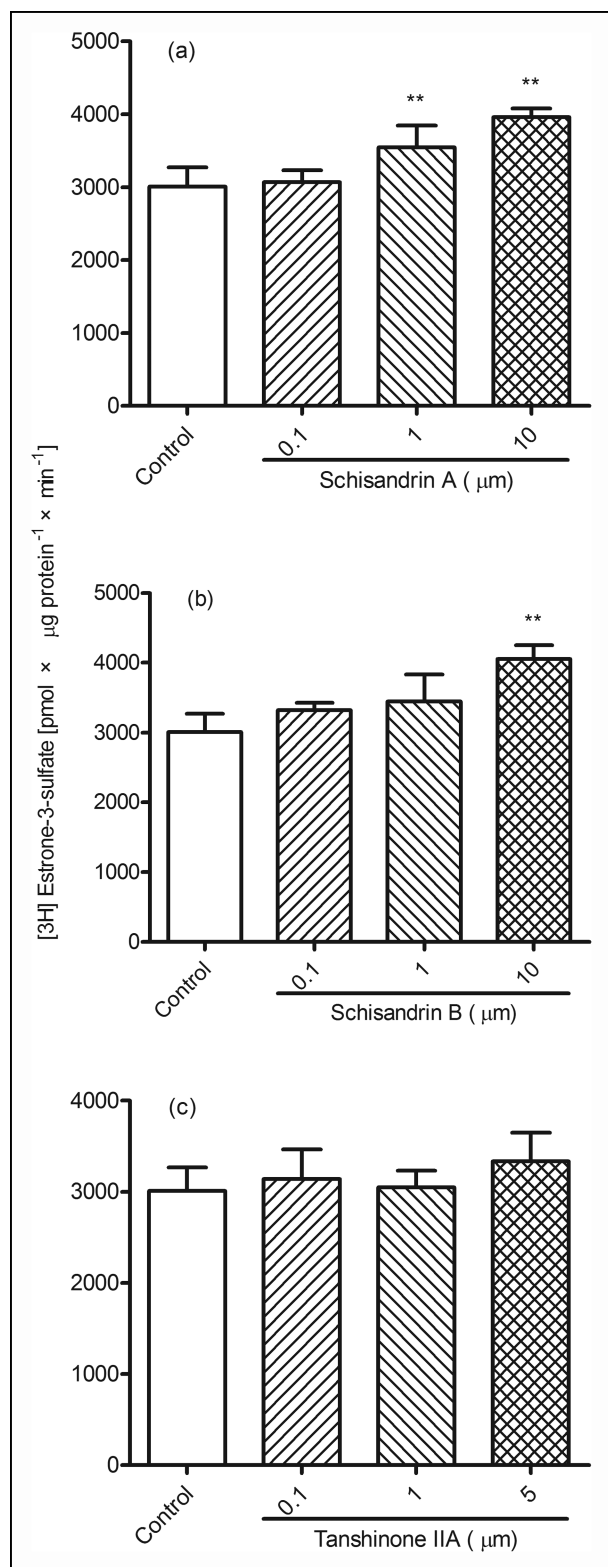 [3H] Estrone-3-sulfate [pmol × μg protein⁻¹ × min⁻¹]
(a)
5000
4000
3000
2000
1000
0
**
**
Control
0.1
1
10
Schisandrin A ( μm)
(b)
5000
4000
3000
2000
1000
0
**
Control
0.1
1
10
Schisandrin B ( μm)
(c)
4000
3000
2000
1000
0
Control
0.1
1
5
Tanshinone IIA ( μm)